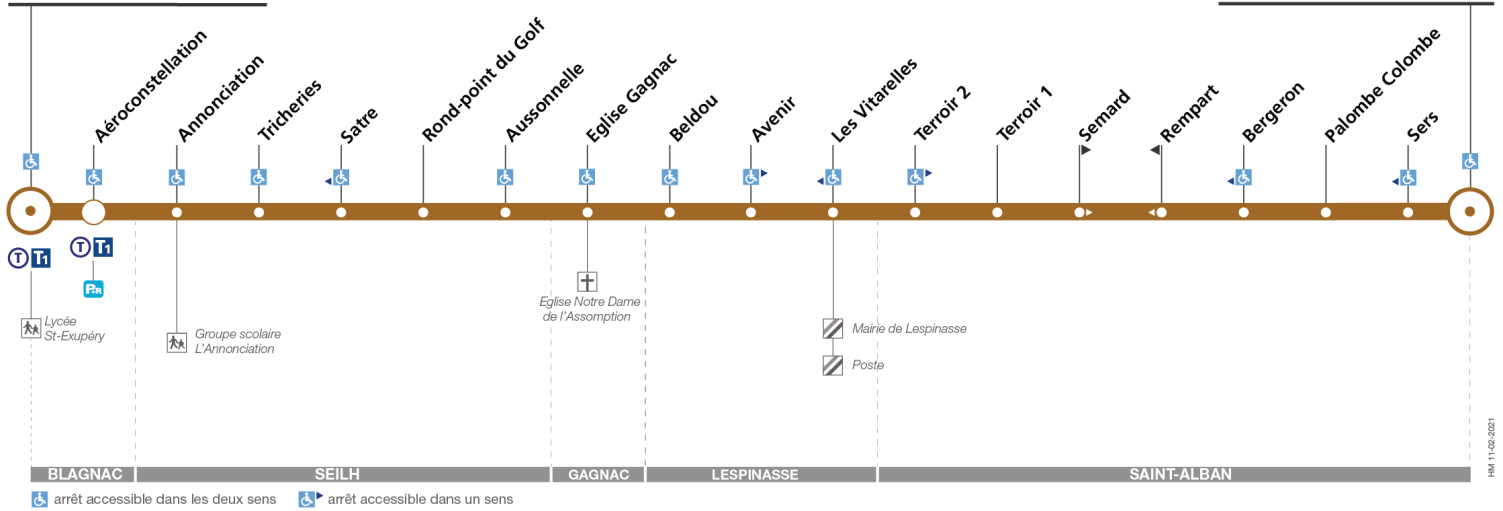 Aéroconstellation
Annonciation
Tricheries
Satre
Rond-point du Golf
Aussonnelle
Eglise Gagnac
Beldou
Avenir
Les Vitarelles
Terroir 2
Terroir 1
Semard
Rempart
Bergeron
Palombe Colombe
Sers
T T1
T T1
P+R
Lycée
St-Exupéry
Groupe scolaire
L'Annonciation
Eglise Notre Dame
de l'Assomption
Mairie de Lespinasse
Poste
BLAGNAC
SEILH
GAGNAC
LESPINASSE
SAINT-ALBAN
arrêt accessible dans les deux sens
arrêt accessible dans un sens
HM 11-02-2021